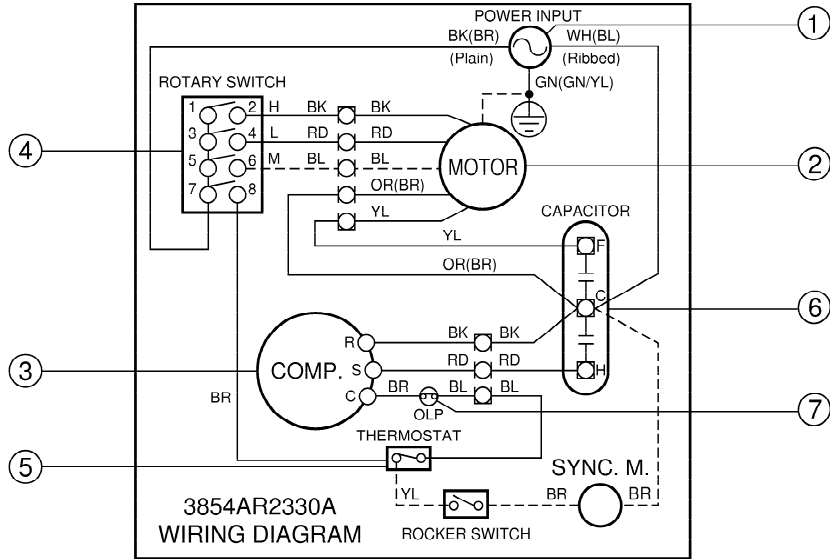 POWER INPUT
1
BK(BR)
WH(BL)
(Plain)
(Ribbed)
GN(GN/YL)
ROTARY SWITCH
1 2 H BK BK
3 4 L RD RD
5 6 M BL BL
7 8
OR(BR)
YL
MOTOR
4
2
CAPACITOR
YL
F
OR(BR)
C
6
R BK BK
COMP.
S RD RD
H
3
C BR BL BL
BR
OLP
7
THERMOSTAT
5
SYNC. M.
YL
BR
BR
3854AR2330A
WIRING DIAGRAM
ROCKER SWITCH